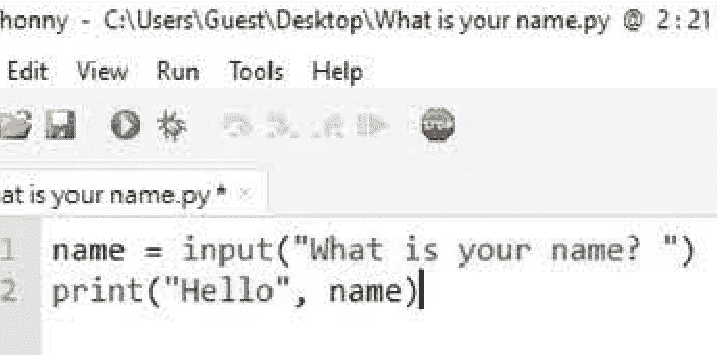 honny - C:\Users\Guest\Desktop\What is your name.py @ 2:21
Edit View Run Tools Help
at is your name.py *
1 name = input("What is your name? ")
2 print("Hello", name)